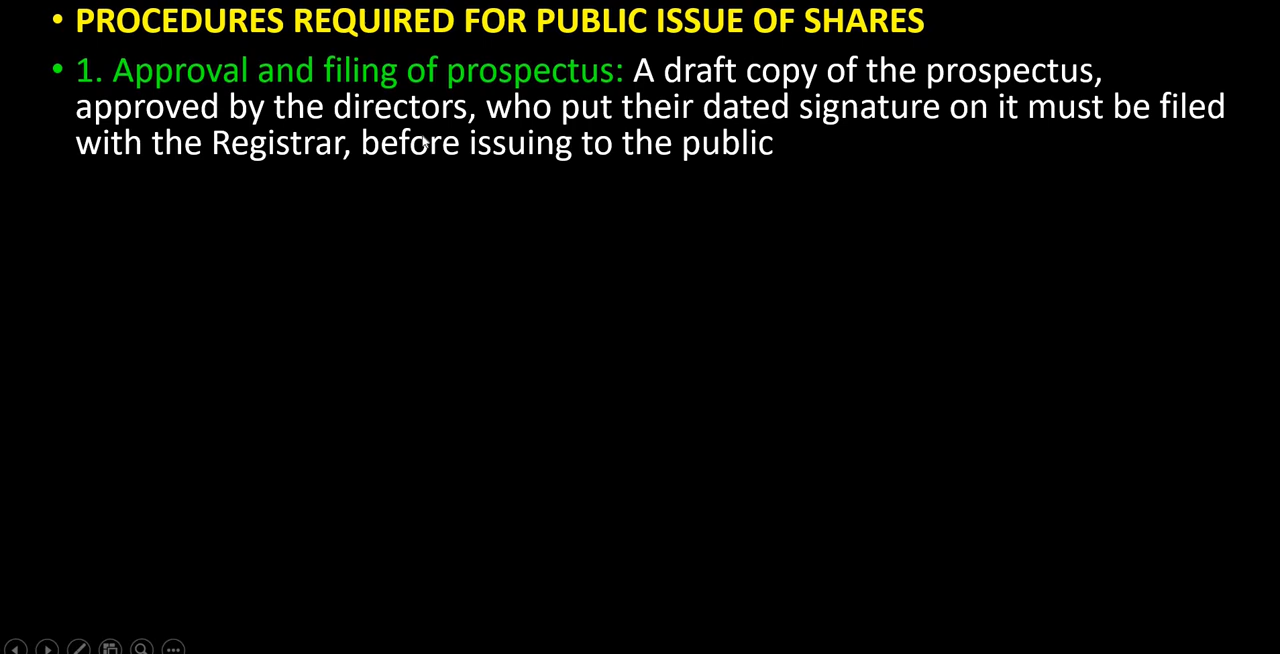 • PROCEDURES REQUIRED FOR PUBLIC ISSUE OF SHARES
• 1. Approval and filing of prospectus: A draft copy of the prospectus,
approved by the directors, who put their dated signature on it must be filed
with the Registrar, before issuing to the public